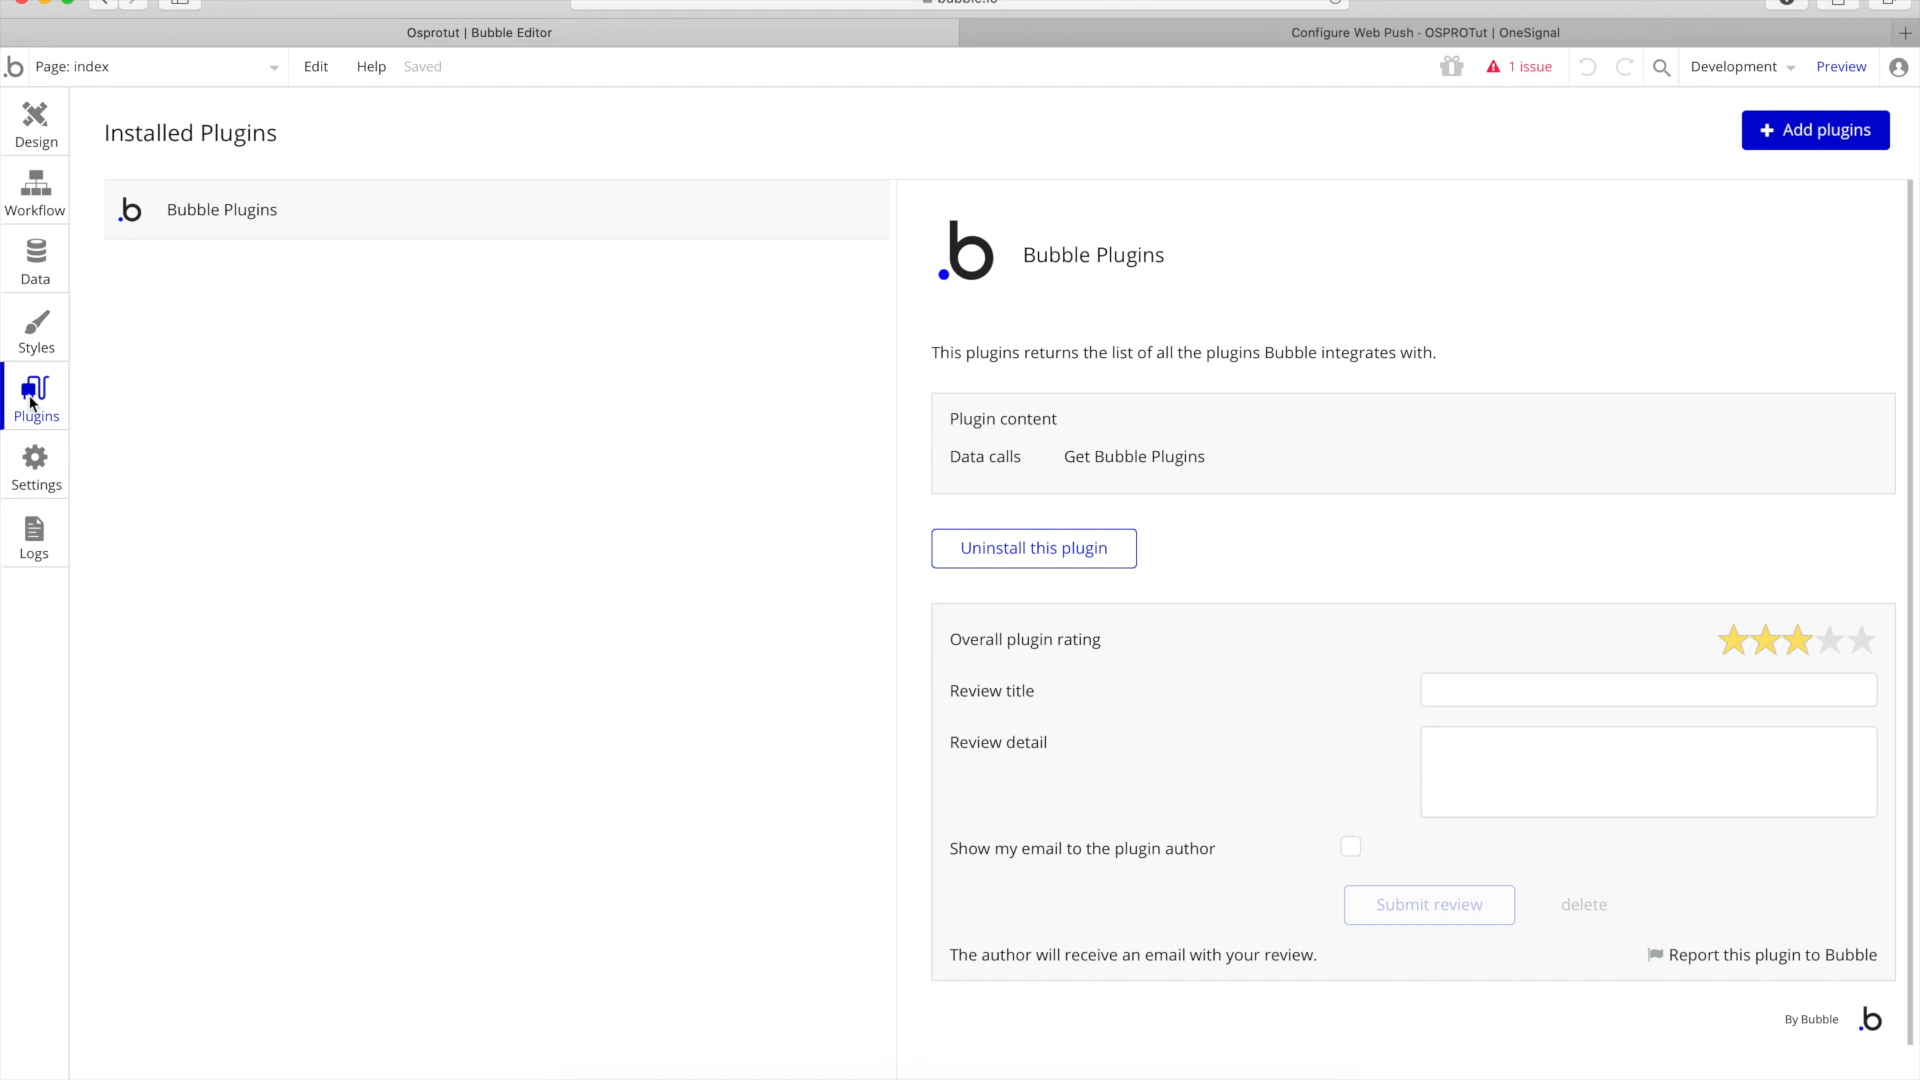 bubble.io
Osprotut | Bubble Editor
Configure Web Push · OSPROTut | OneSignal
Page: index
Edit
Help
Saved
1 issue
Development
Preview
Design
Workflow
Data
Styles
Plugins
Settings
Logs
Installed Plugins
Add plugins
Bubble Plugins
Bubble Plugins
This plugins returns the list of all the plugins Bubble integrates with.
Plugin content
Data calls Get Bubble Plugins
Uninstall this plugin
Overall plugin rating
Review title
Review detail
Show my email to the plugin author
Submit review delete
The author will receive an email with your review.
Report this plugin to Bubble
By Bubble